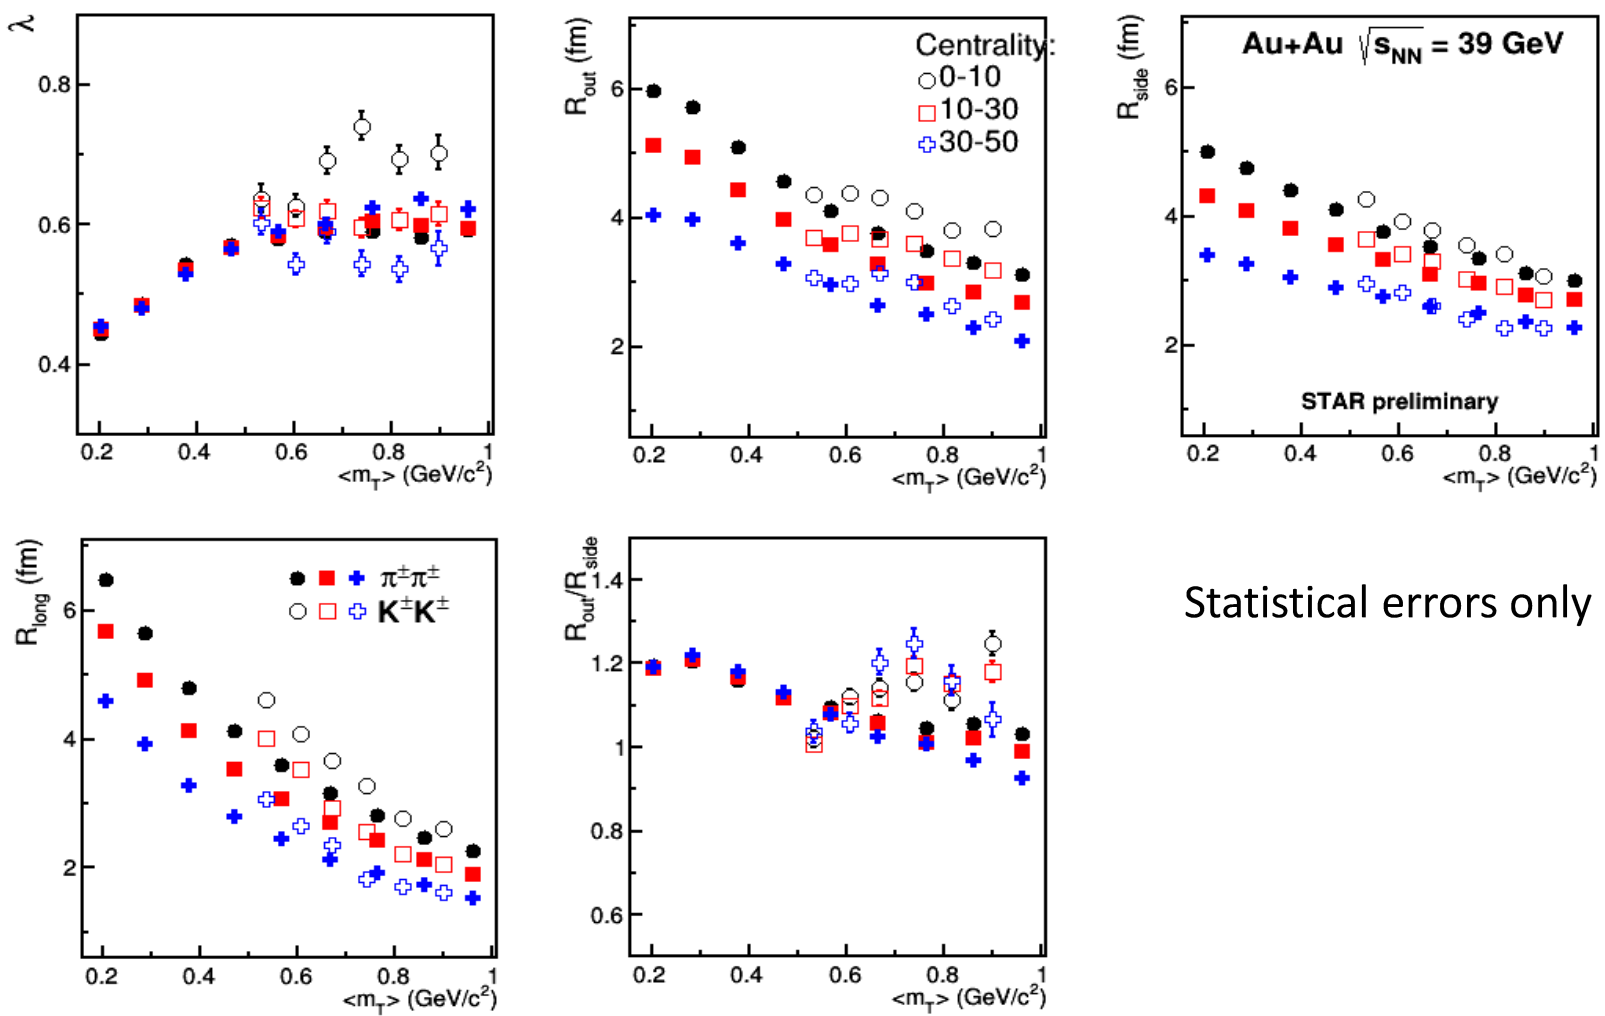 λ
0.8
0.6
0.4
0.2 0.4 0.6 0.8 1
<m_T> (GeV/c²)
R_out (fm)
6
4
2
Centrality:
0-10
10-30
30-50
0.2 0.4 0.6 0.8 1
<m_T> (GeV/c²)
R_side (fm)
6
4
2
Au+Au √s_NN = 39 GeV
STAR preliminary
0.2 0.4 0.6 0.8 1
<m_T> (GeV/c²)
R_long (fm)
6
4
2
π±π±
K±K±
0.2 0.4 0.6 0.8 1
<m_T> (GeV/c²)
R_out/R_side
1.4
1.2
1
0.8
0.6
0.2 0.4 0.6 0.8 1
<m_T> (GeV/c²)
Statistical errors only